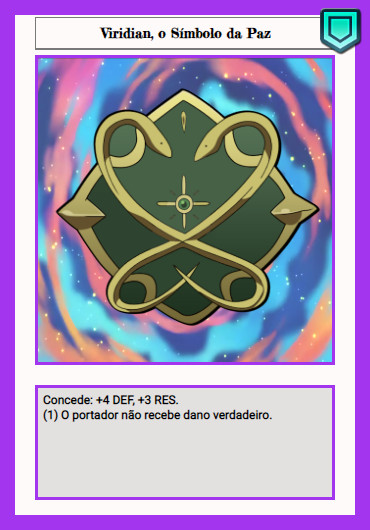 Viridian, o Símbolo da Paz
Concede: +4 DEF, +3 RES.
(1) O portador não recebe dano verdadeiro.